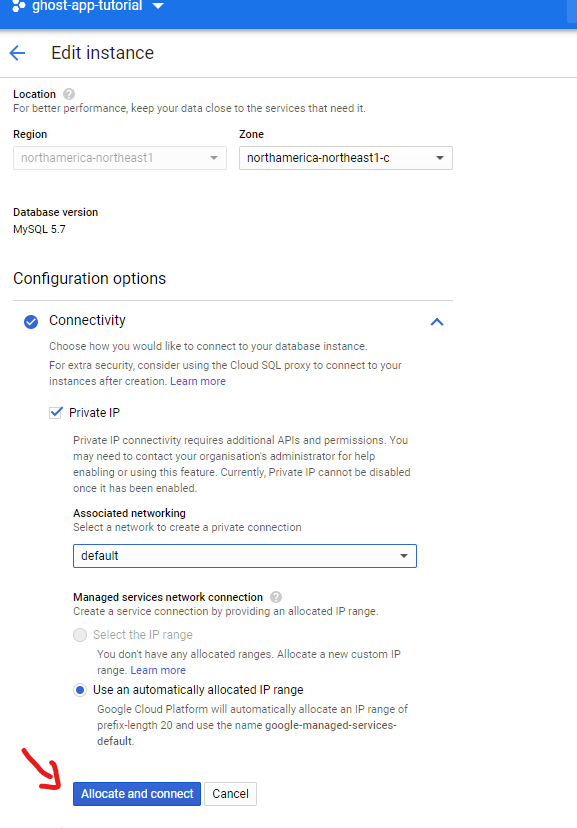 ghost-app-tutorial
Edit instance
Location
For better performance, keep your data close to the services that need it.
Region
Zone
northamerica-northeast1
northamerica-northeast1-c
Database version
MySQL 5.7
Configuration options
Connectivity
Choose how you would like to connect to your database instance.
For extra security, consider using the Cloud SQL proxy to connect to your
instances after creation. Learn more
Private IP
Private IP connectivity requires additional APIs and permissions. You
may need to contact your organisation's administrator for help
enabling or using this feature. Currently, Private IP cannot be disabled
once it has been enabled.
Associated networking
Select a network to create a private connection
default
Managed services network connection
Create a service connection by providing an allocated IP range.
Select the IP range
You don't have any allocated ranges. Allocate a new custom IP
range. Learn more
Use an automatically allocated IP range
Google Cloud Platform will automatically allocate an IP range of
prefix-length 20 and use the name google-managed-services-
default.
Allocate and connect
Cancel